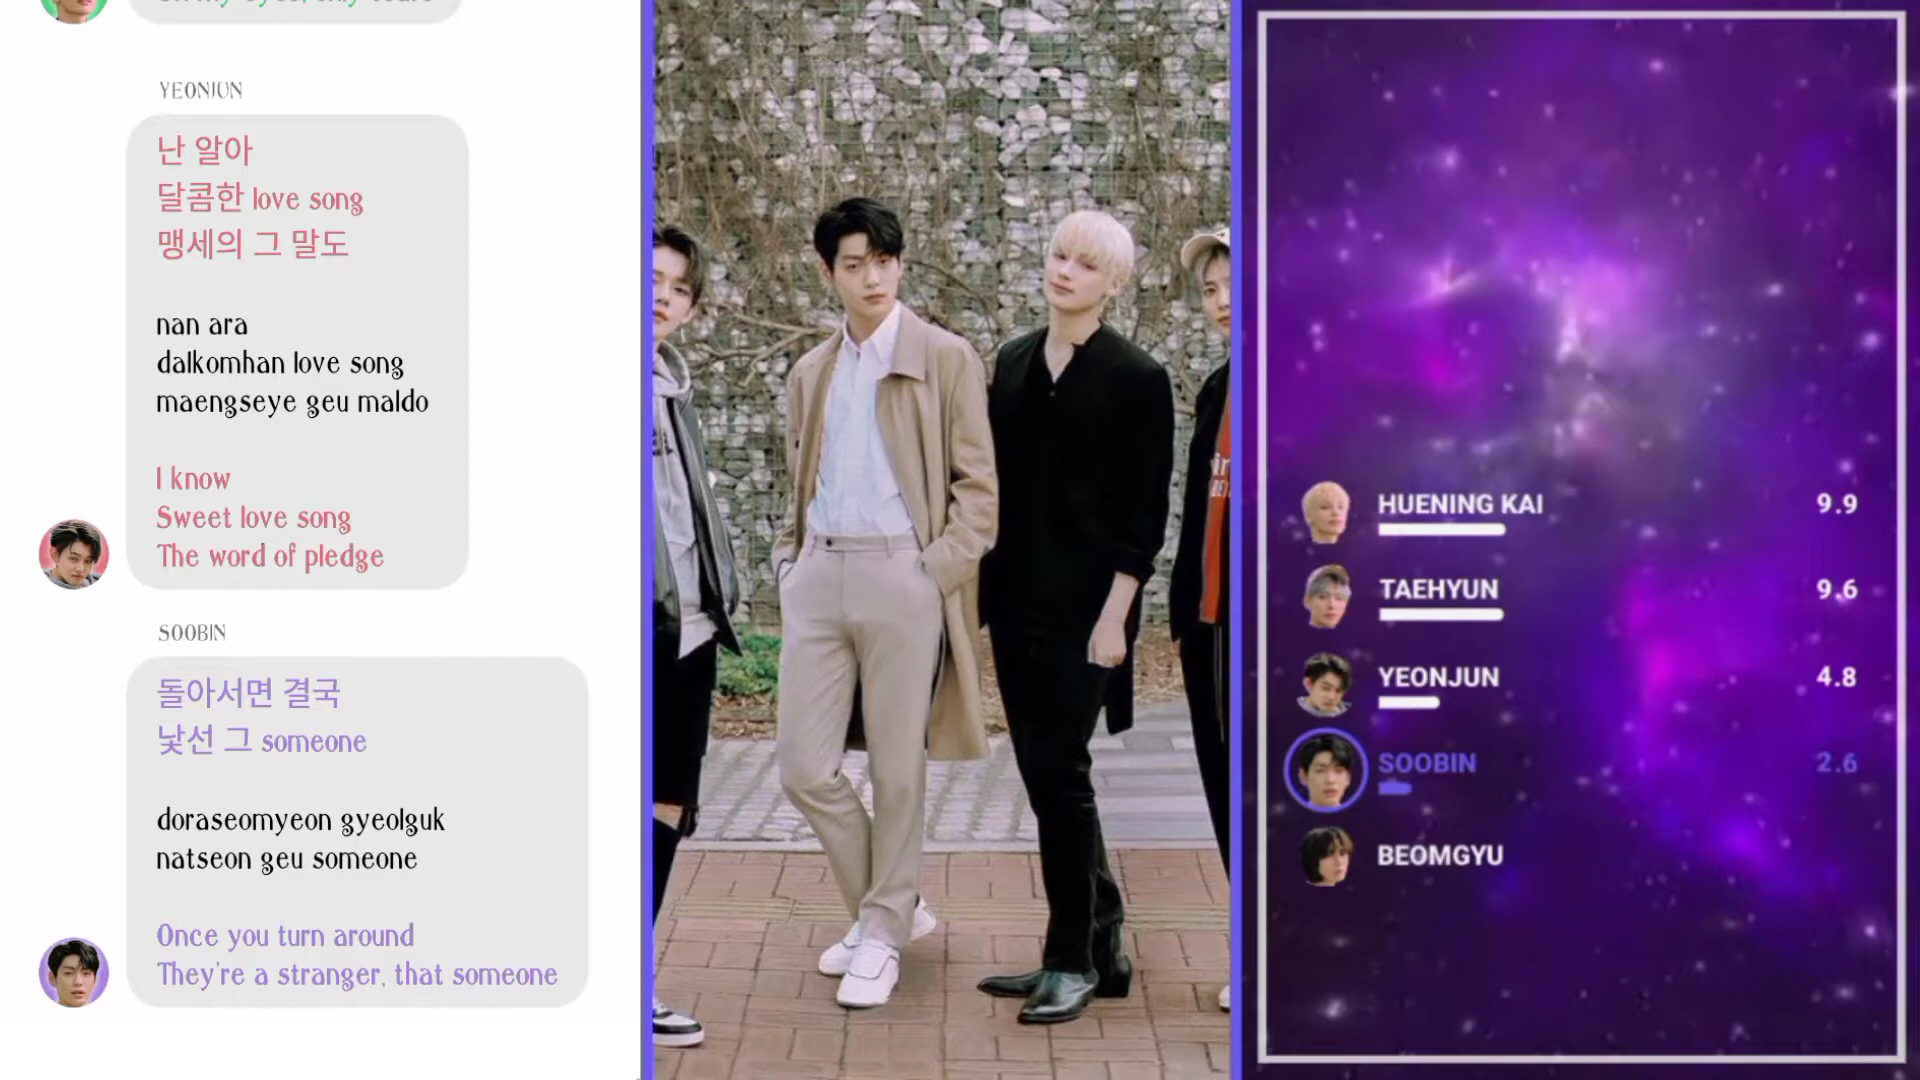 YEONJUN
난 알아
달콤한 love song
맹세의 그 말도
nan ara
dalkomhan love song
maengseye geu maldo
I know
Sweet love song
The word of pledge
SOOBIN
돌아서면 결국
낯선 그 someone
doraseomyeon gyeolguk
natseon geu someone
Once you turn around
They're a stranger, that someone
HUENING KAI 9.9
TAEHYUN 9.6
YEONJUN 4.8
SOOBIN 2.6
BEOMGYU